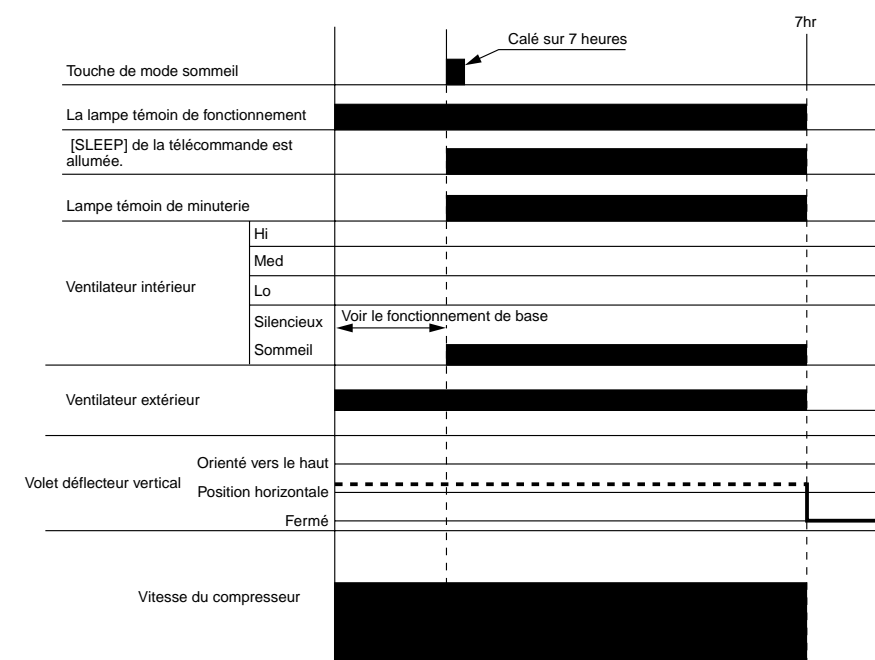 7hr
Calé sur 7 heures
Touche de mode sommeil
La lampe témoin de fonctionnement
[SLEEP] de la télécommande est
allumée.
Lampe témoin de minuterie
Hi
Med
Ventilateur intérieur
Lo
Silencieux
Voir le fonctionnement de base
Sommeil
Ventilateur extérieur
Orienté vers le haut
Volet déflecteur vertical
Position horizontale
Fermé
Vitesse du compresseur